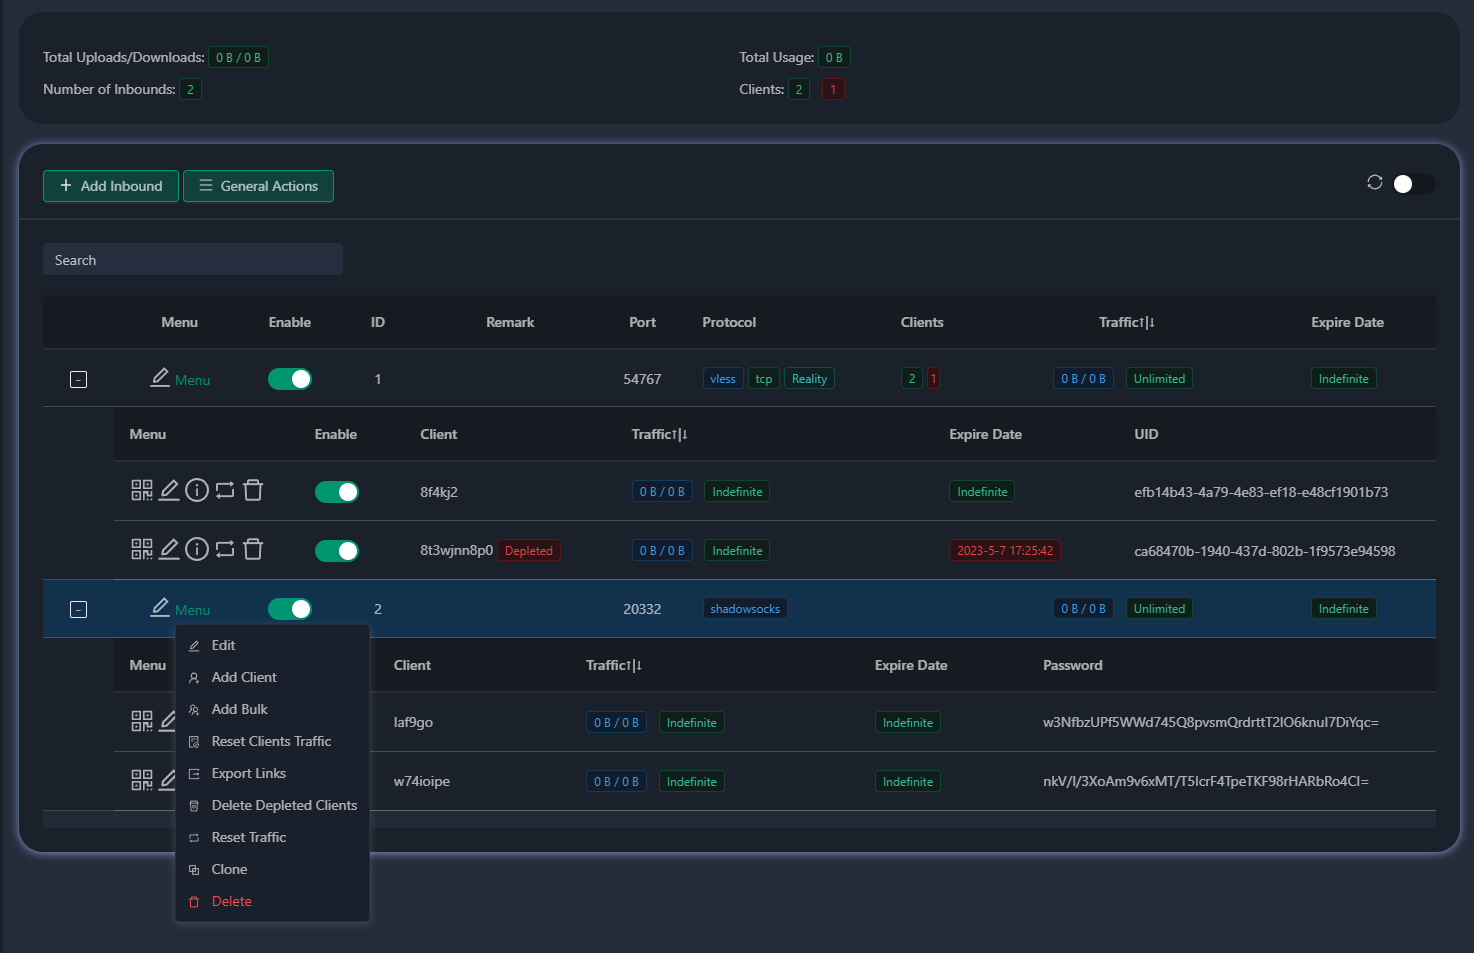 Total Uploads/Downloads: 0 B / 0 B Total Usage: 0 B
Number of Inbounds: 2 Clients: 2 1
Add Inbound General Actions
Search
Menu Enable ID Remark Port Protocol Clients Traffic↑|↓ Expire Date
Menu 1 54767 vless tcp Reality 2 1 0 B / 0 B Unlimited Indefinite
Menu Enable Client Traffic↑|↓ Expire Date UID
8f4kj2 0 B / 0 B Indefinite Indefinite efb14b43-4a79-4e83-ef18-e48cf1901b73
8t3wjnn8p0 Depleted 0 B / 0 B Indefinite 2023-5-7 17:25:42 ca68470b-1940-437d-802b-1f9573e94598
Menu 2 20332 shadowsocks 0 B / 0 B Unlimited Indefinite
Menu Client Traffic↑|↓ Expire Date Password
laf9go 0 B / 0 B Indefinite Indefinite
w74ioipe 0 B / 0 B Indefinite Indefinite
Edit
Add Client
Add Bulk
Reset Clients Traffic
Export Links
Delete Depleted Clients
Reset Traffic
Clone
Delete